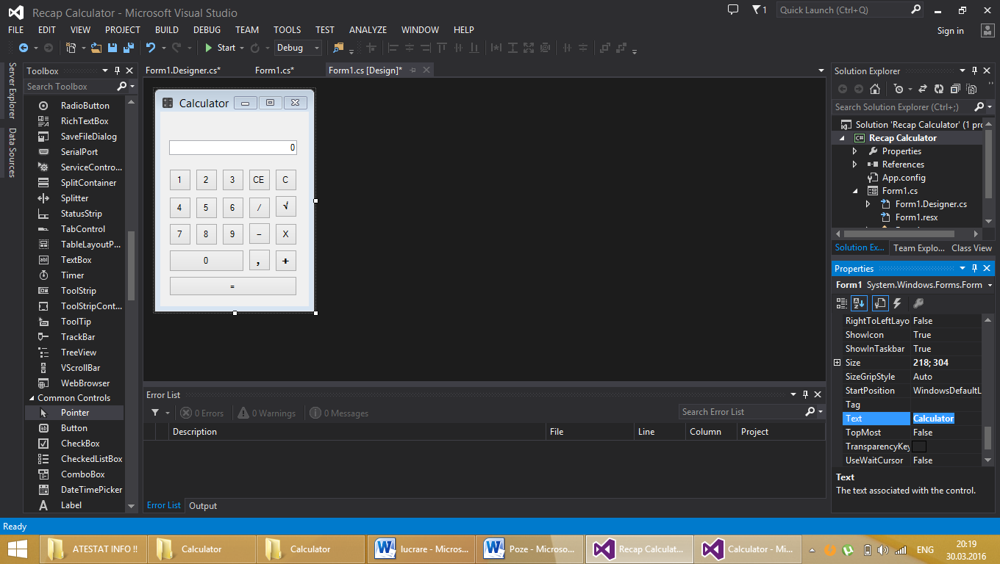 Recap Calculator - Microsoft Visual Studio
1
Quick Launch (Ctrl+Q)
FILE EDIT VIEW PROJECT BUILD DEBUG TEAM TOOLS TEST ANALYZE WINDOW HELP
Sign in
Start
Debug
Server Explorer
Data Sources
Toolbox
Search Toolbox
RadioButton
RichTextBox
SaveFileDialog
SerialPort
ServiceContro...
SplitContainer
Splitter
StatusStrip
TabControl
TableLayoutP...
TextBox
Timer
ToolStrip
ToolStripCont...
ToolTip
TrackBar
TreeView
VScrollBar
WebBrowser
Common Controls
Pointer
Button
CheckBox
CheckedListBox
ComboBox
DateTimePicker
Label
Form1.Designer.cs* Form1.cs* Form1.cs [Design]*
Calculator
0
1 2 3 CE C
4 5 6 / √
7 8 9 − X
0 , +
=
Error List
0 Errors 0 Warnings 0 Messages
Search Error List
Description File Line Column Project
Error List Output
Solution Explorer
Search Solution Explorer (Ctrl+;)
Solution 'Recap Calculator' (1 pro
Recap Calculator
Properties
References
App.config
Form1.cs
Form1.Designer.cs
Form1.resx
Solution Ex... Team Explo... Class View
Properties
Form1 System.Windows.Forms.Form
RightToLeftLayo False
ShowIcon True
ShowInTaskbar True
Size 218; 304
SizeGripStyle Auto
StartPosition WindowsDefaultL
Tag
Text Calculator
TopMost False
TransparencyKey
UseWaitCursor False
Text
The text associated with the control.
Ready
ATESTAT INFO !! Calculator Calculator lucrare - Micros... Poze - Microso... Recap Calculat... Calculator - Mi...
ENG
20:19
30.03.2016